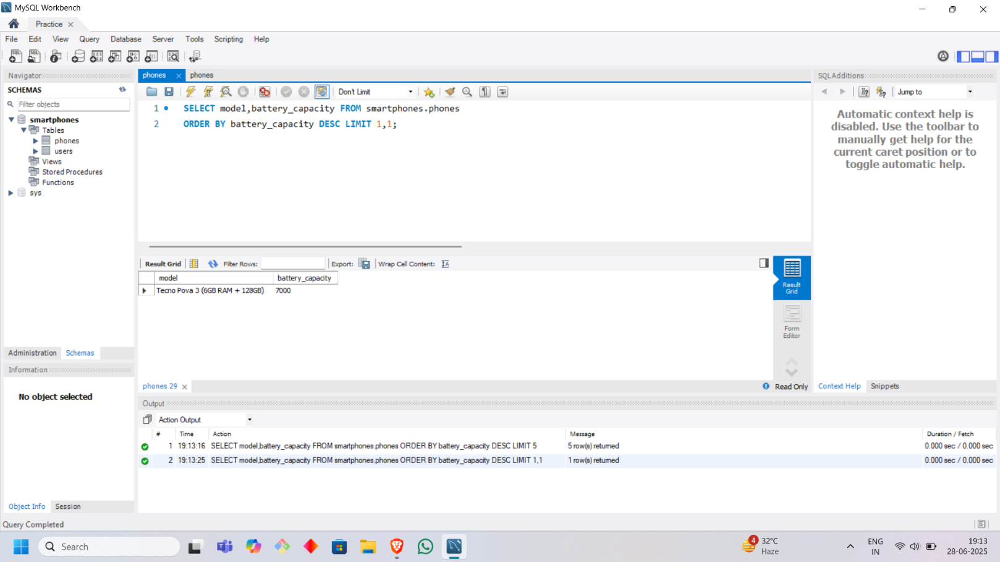 MySQL Workbench
Practice
File Edit View Query Database Server Tools Scripting Help
Navigator
SCHEMAS
Filter objects
smartphones
Tables
phones
users
Views
Stored Procedures
Functions
sys
Administration Schemas
Information
No object selected
Object Info Session
phones phones
Don't Limit
1 SELECT model,battery_capacity FROM smartphones.phones
2 ORDER BY battery_capacity DESC LIMIT 1,1;
Result Grid Filter Rows: Export: Wrap Cell Content:
model battery_capacity
Tecno Pova 3 (6GB RAM + 128GB) 7000
Result
Grid
Form
Editor
phones 29
Read Only
SQLAdditions
Jump to
Automatic context help is
disabled. Use the toolbar to
manually get help for the
current caret position or to
toggle automatic help.
Context Help Snippets
Output
Action Output
# Time Action Message Duration / Fetch
1 19:13:16 SELECT model,battery_capacity FROM smartphones.phones ORDER BY battery_capacity DESC LIMIT 5 5 row(s) returned 0.000 sec / 0.000 sec
2 19:13:25 SELECT model,battery_capacity FROM smartphones.phones ORDER BY battery_capacity DESC LIMIT 1,1 1 row(s) returned 0.000 sec / 0.000 sec
Query Completed
Search
4
32°C
Haze
ENG
IN
19:13
28-06-2025